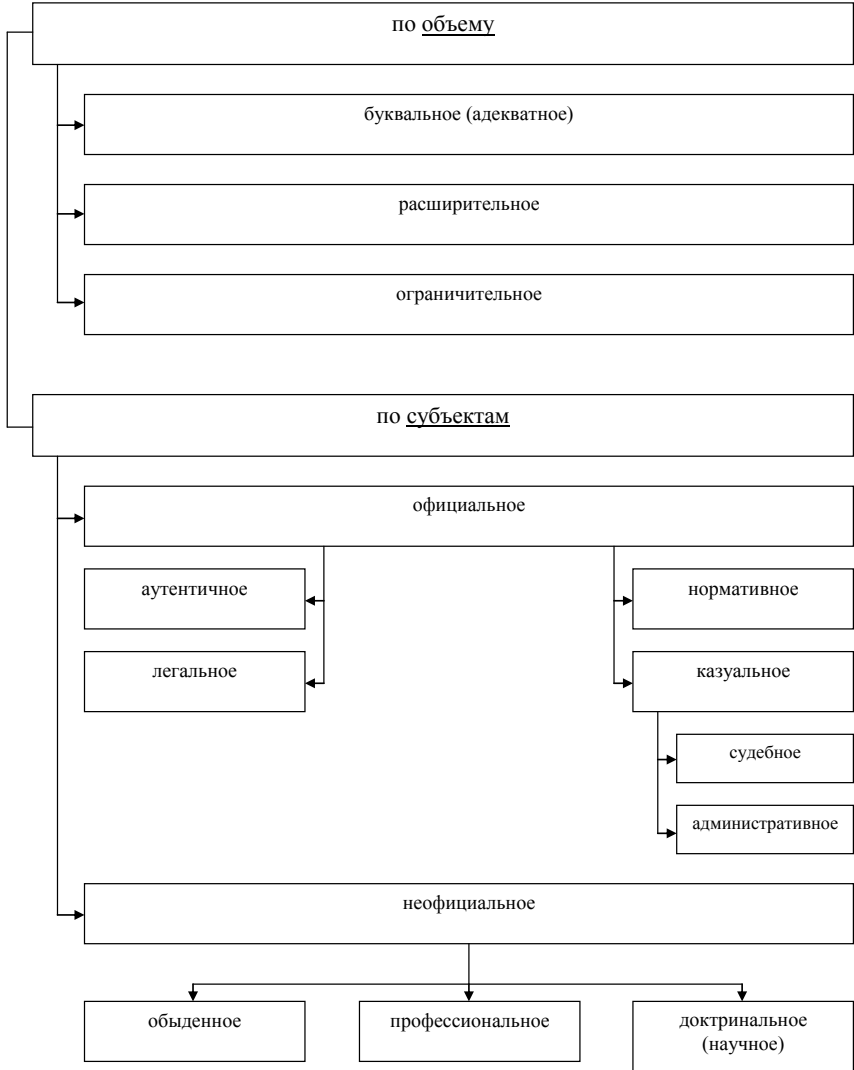 по объему
буквальное (адекватное)
расширительное
ограничительное
по субъектам
официальное
аутентичное
нормативное
легальное
казуальное
судебное
административное
неофициальное
обыденное
профессиональное
доктринальное
(научное)